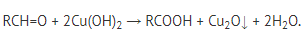 RCH=O + 2Cu(OH)₂ → RCOOH + Cu₂O↓ + 2H₂O.